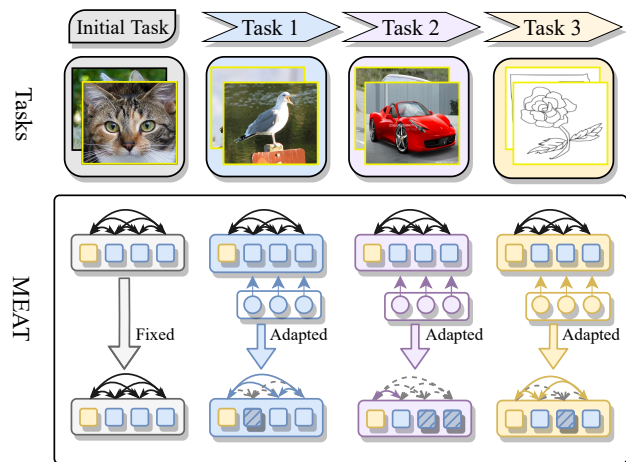 Initial Task
Task 1
Task 2
Task 3
Tasks
MEAT
Fixed
Adapted
Adapted
Adapted